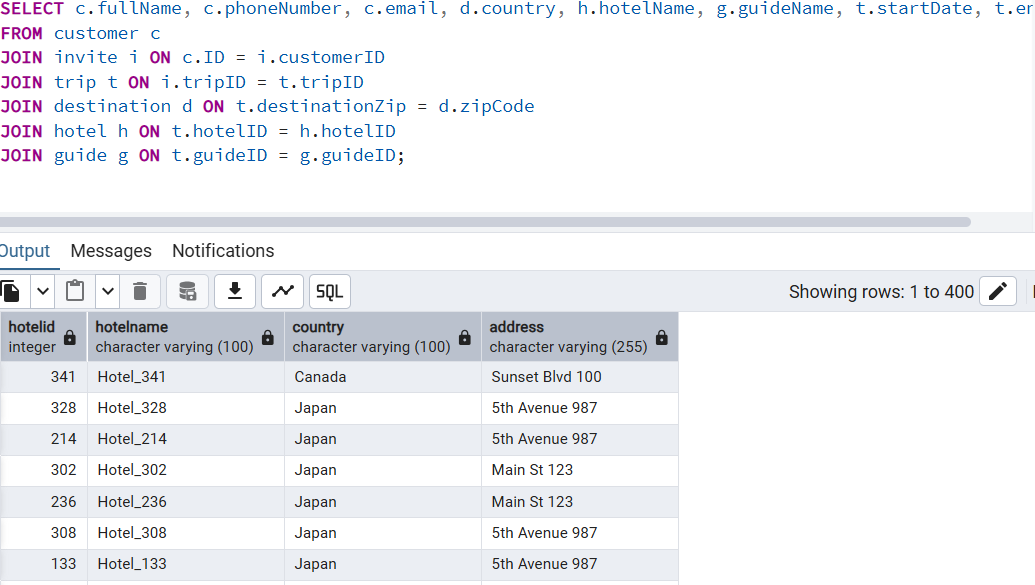 SELECT c.fullName, c.phoneNumber, c.email, d.country, h.hotelName, g.guideName, t.startDate,
FROM customer c
JOIN invite i ON c.ID = i.customerID
JOIN trip t ON i.tripID = t.tripID
JOIN destination d ON t.destinationZip = d.zipCode
JOIN hotel h ON t.hotelID = h.hotelID
JOIN guide g ON t.guideID = g.guideID;
Output Messages Notifications
SQL Showing rows: 1 to 400
hotelid hotelname country address
integer character varying (100) character varying (100) character varying (255)
341 Hotel_341 Canada Sunset Blvd 100
328 Hotel_328 Japan 5th Avenue 987
214 Hotel_214 Japan 5th Avenue 987
302 Hotel_302 Japan Main St 123
236 Hotel_236 Japan Main St 123
308 Hotel_308 Japan 5th Avenue 987
133 Hotel_133 Japan 5th Avenue 987